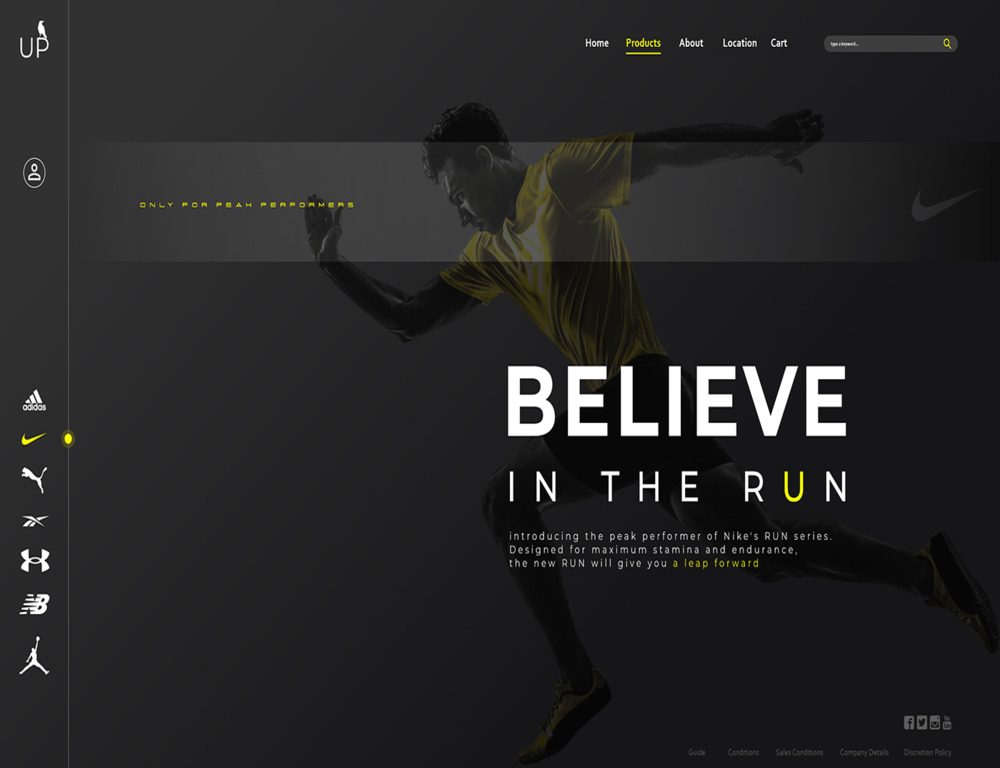 UP
Home Products About Location Cart
type a keyword...
ONLY FOR PEAK PERFORMERS
BELIEVE
IN THE RUN
introducing the peak performer of Nike's RUN series.
Designed for maximum stamina and endurance,
the new RUN will give you a leap forward
adidas
NB
You
Guide Conditions Sales Conditions Company Details Discretion Policy